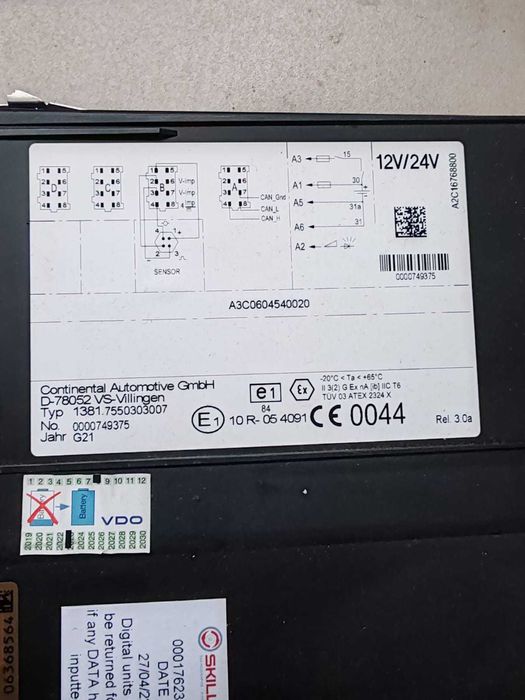 12V/24V
A2C16768800
D
C
B
A
V-imp
V-imp
CAN_Gnd
CAN_L
CAN_H
SENSOR
A3
15
A1
30
A5
31a
A6
31
A2
0000749375
A3C0604540020
Continental Automotive GmbH
D-78052 VS-Villingen
Typ 1381.7550303007
No. 0000749375
Jahr G21
e1
84
Ex
-20°C < Ta < +65°C
II 3(2) G Ex nA [ib] IIC T6
TÜV 03 ATEX 2324 X
E1 10 R- 05 4091 CE 0044
Rel. 3.0a
1 2 3 4 5 6 7 9 10 11 12
Battery
Battery
VDO
2019 2020 2021 2022 2024 2025 2026 2027 2028 2029 2030
06368564
SKILL
00017623
DATE
27/04/2
Digital units
be returned fo
if any DATA h
inputte